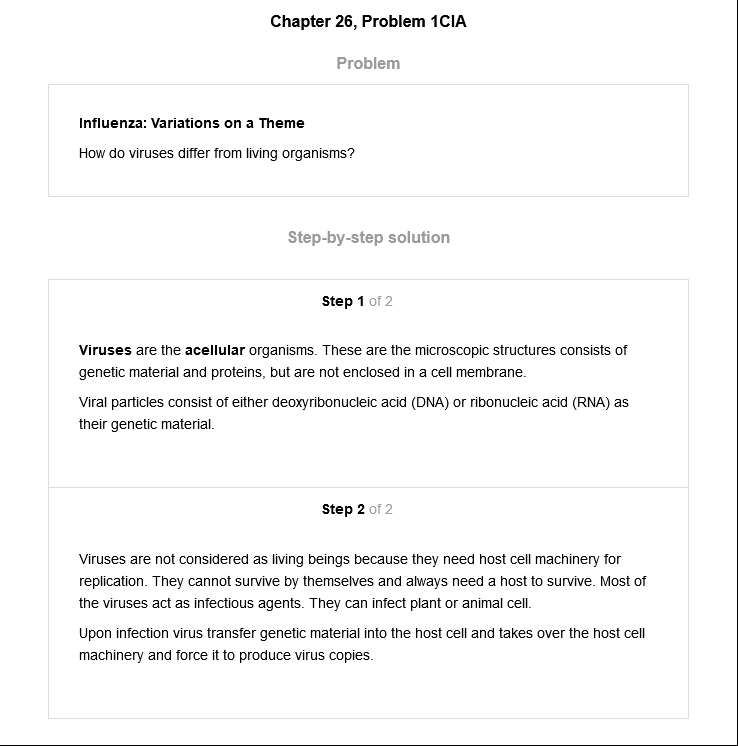 Chapter 26, Problem 1CIA
Problem
Influenza: Variations on a Theme
How do viruses differ from living organisms?
Step-by-step solution
Step 1 of 2
Viruses are the acellular organisms. These are the microscopic structures consists of
genetic material and proteins, but are not enclosed in a cell membrane.
Viral particles consist of either deoxyribonucleic acid (DNA) or ribonucleic acid (RNA) as
their genetic material.
Step 2 of 2
Viruses are not considered as living beings because they need host cell machinery for
replication. They cannot survive by themselves and always need a host to survive. Most of
the viruses act as infectious agents. They can infect plant or animal cell.
Upon infection virus transfer genetic material into the host cell and takes over the host cell
machinery and force it to produce virus copies.